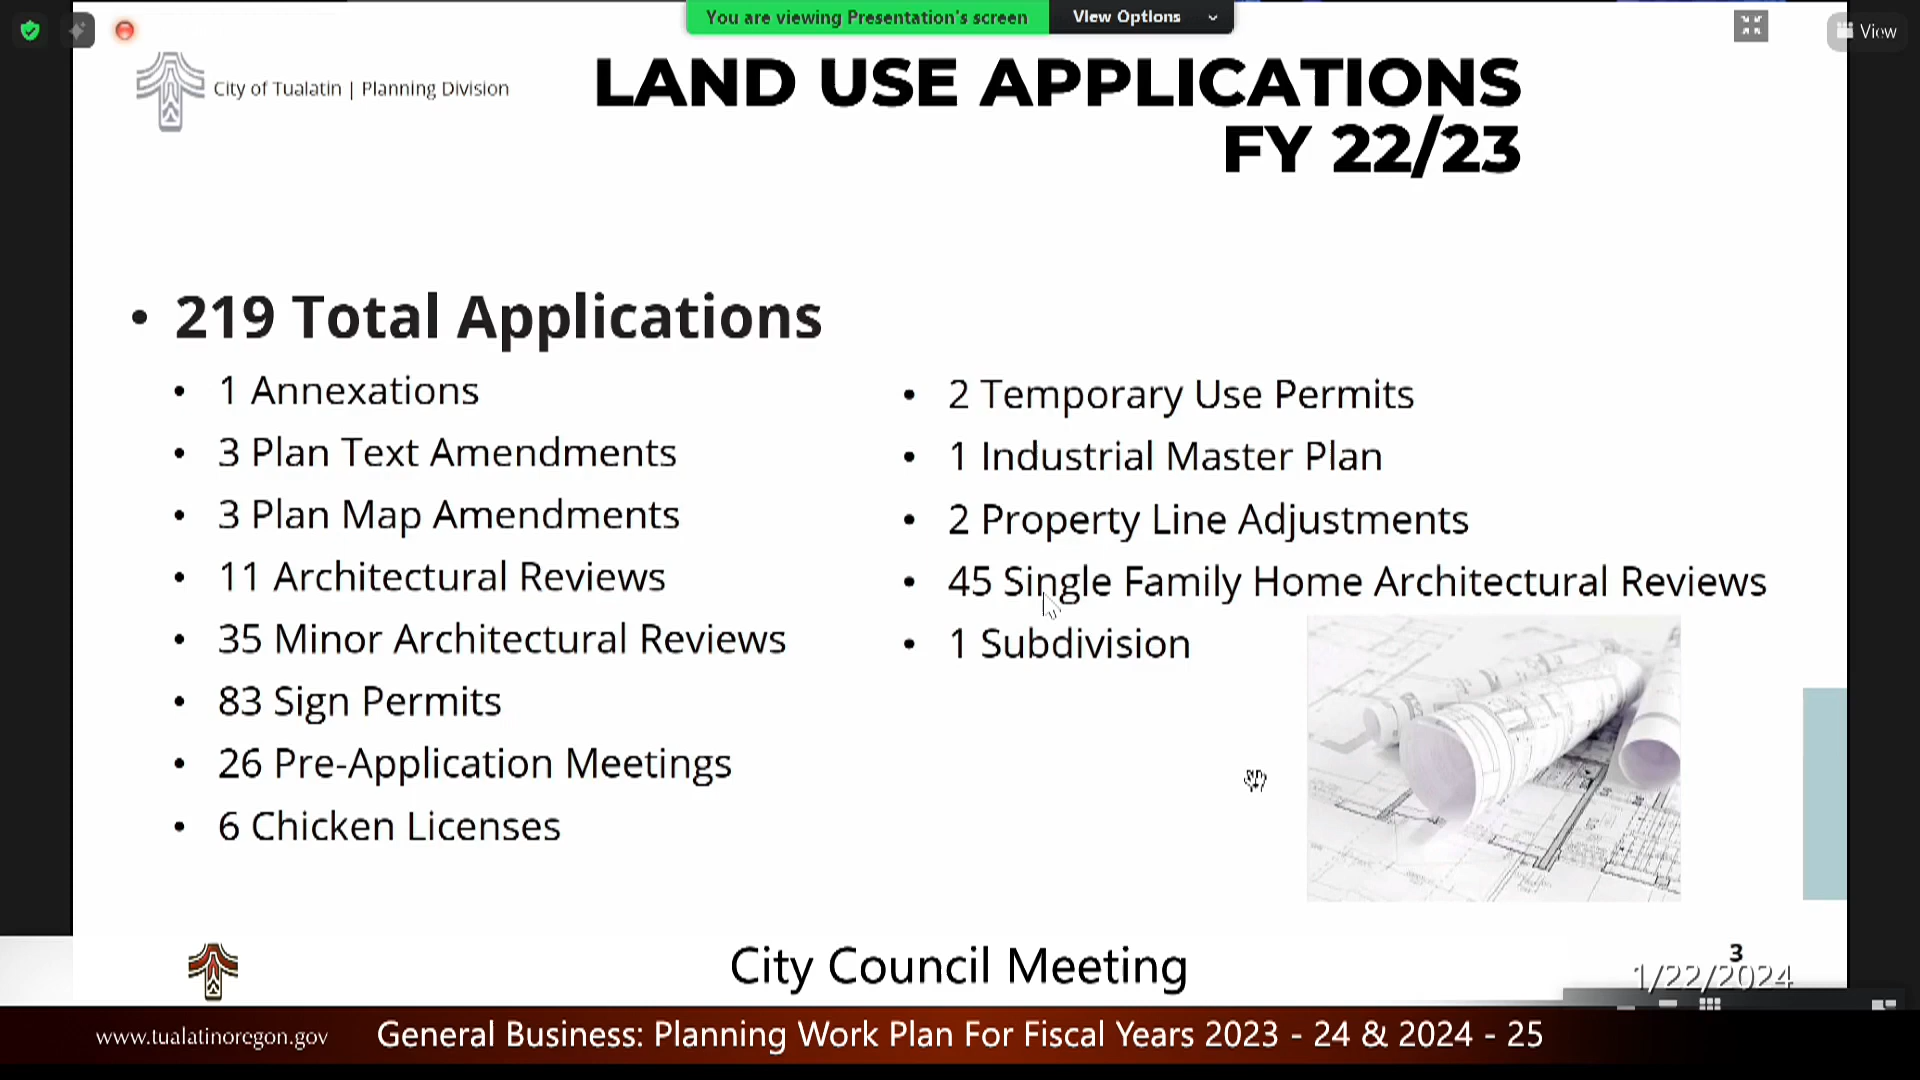 You are viewing Presentation's screen
View Options
View
City of Tualatin | Planning Division
LAND USE APPLICATIONS
FY 22/23
• 219 Total Applications
• 1 Annexations
• 3 Plan Text Amendments
• 3 Plan Map Amendments
• 11 Architectural Reviews
• 35 Minor Architectural Reviews
• 83 Sign Permits
• 26 Pre-Application Meetings
• 6 Chicken Licenses
• 2 Temporary Use Permits
• 1 Industrial Master Plan
• 2 Property Line Adjustments
• 45 Single Family Home Architectural Reviews
• 1 Subdivision
City Council Meeting
3
1/22/2024
www.tualatinoregon.gov
General Business: Planning Work Plan For Fiscal Years 2023 - 24 & 2024 - 25